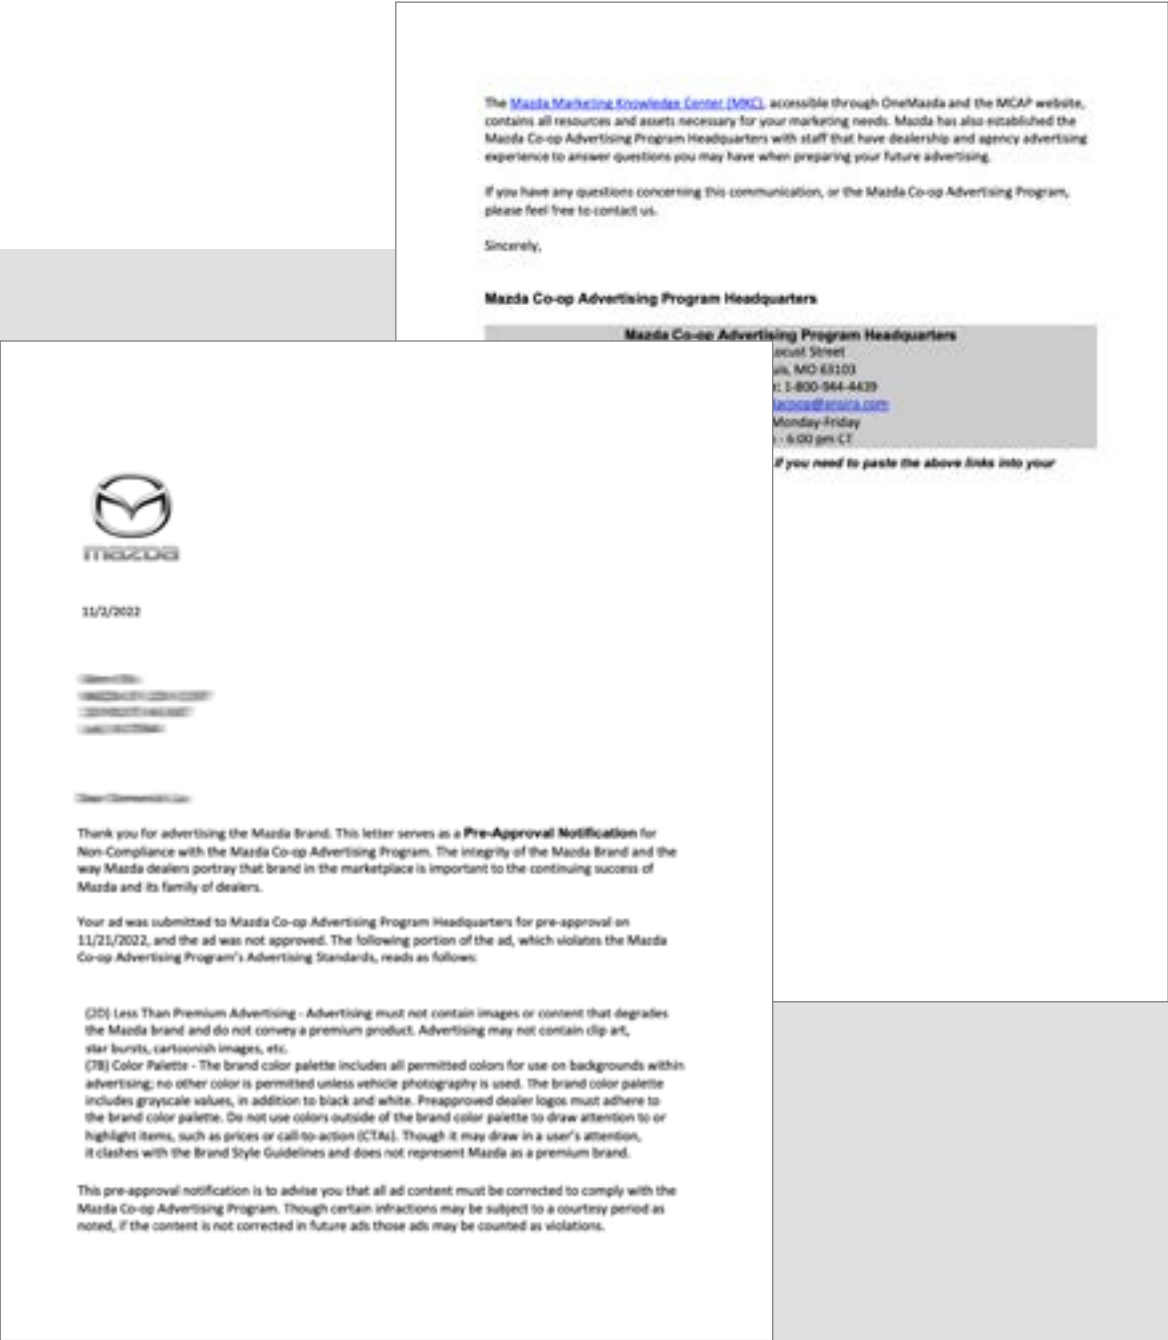 The Mazda Marketing Knowledge Center (MKC), accessible through OneMazda and the MCAP website,
contains all resources and assets necessary for your marketing needs. Mazda has also established the
Mazda Co-op Advertising Program Headquarters with staff that have dealership and agency advertising
experience to answer questions you may have when preparing your future advertising.
If you have any questions concerning this communication, or the Mazda Co-op Advertising Program,
please feel free to contact us.
Sincerely,
Mazda Co-op Advertising Program Headquarters
Mazda Co-op Advertising Program Headquarters
ocust Street
uis, MO 63103
: 1-800-944-4439
dacoop@ansira.com
Monday-Friday
- 6:00 pm CT
if you need to paste the above links into your
mazda
11/2/2022
Thank you for advertising the Mazda Brand. This letter serves as a Pre-Approval Notification for
Non-Compliance with the Mazda Co-op Advertising Program. The integrity of the Mazda Brand and the
way Mazda dealers portray that brand in the marketplace is important to the continuing success of
Mazda and its family of dealers.
Your ad was submitted to Mazda Co-op Advertising Program Headquarters for pre-approval on
11/21/2022, and the ad was not approved. The following portion of the ad, which violates the Mazda
Co-op Advertising Program's Advertising Standards, reads as follows:
(2D) Less Than Premium Advertising - Advertising must not contain images or content that degrades
the Mazda brand and do not convey a premium product. Advertising may not contain clip art,
star bursts, cartoonish images, etc.
(7B) Color Palette - The brand color palette includes all permitted colors for use on backgrounds within
advertising; no other color is permitted unless vehicle photography is used. The brand color palette
includes grayscale values, in addition to black and white. Preapproved dealer logos must adhere to
the brand color palette. Do not use colors outside of the brand color palette to draw attention to or
highlight items, such as prices or call-to-action (CTAs). Though it may draw in a user's attention,
it clashes with the Brand Style Guidelines and does not represent Mazda as a premium brand.
This pre-approval notification is to advise you that all ad content must be corrected to comply with the
Mazda Co-op Advertising Program. Though certain infractions may be subject to a courtesy period as
noted, if the content is not corrected in future ads those ads may be counted as violations.